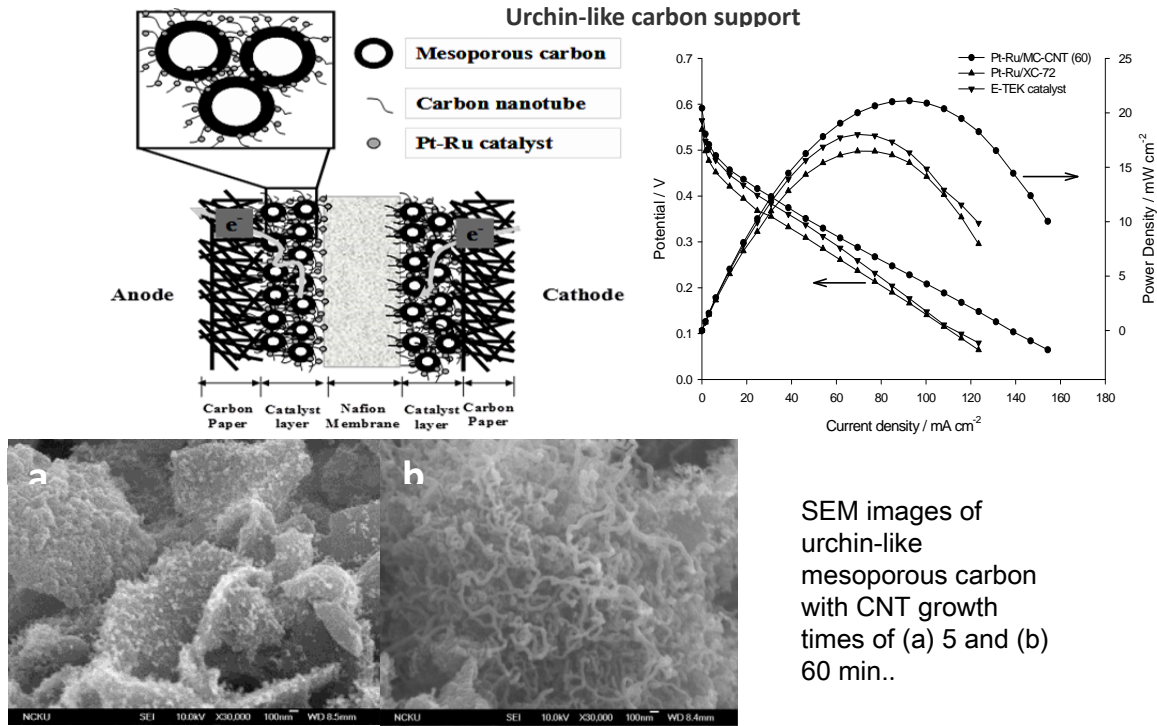 Urchin-like carbon support
Mesoporous carbon
Carbon nanotube
Pt-Ru catalyst
e-
e-
Anode
Cathode
Carbon Paper
Catalyst layer
Nafion Membrane
Catalyst layer
Carbon Paper
Pt-Ru/MC-CNT (60)
Pt-Ru/XC-72
E-TEK catalyst
Potential / V
0.7
0.6
0.5
0.4
0.3
0.2
0.1
0.0
0 20 40 60 80 100 120 140 160 180
Current density / mA cm-2
25
20
15
10
5
0
Power Density / mW cm-2
a
NCKU SEI 10.0kV X30,000 100nm WD 8.5mm
b
NCKU SEI 10.0kV X30,000 100nm WD 8.4mm
SEM images of
urchin-like
mesoporous carbon
with CNT growth
times of (a) 5 and (b)
60 min..